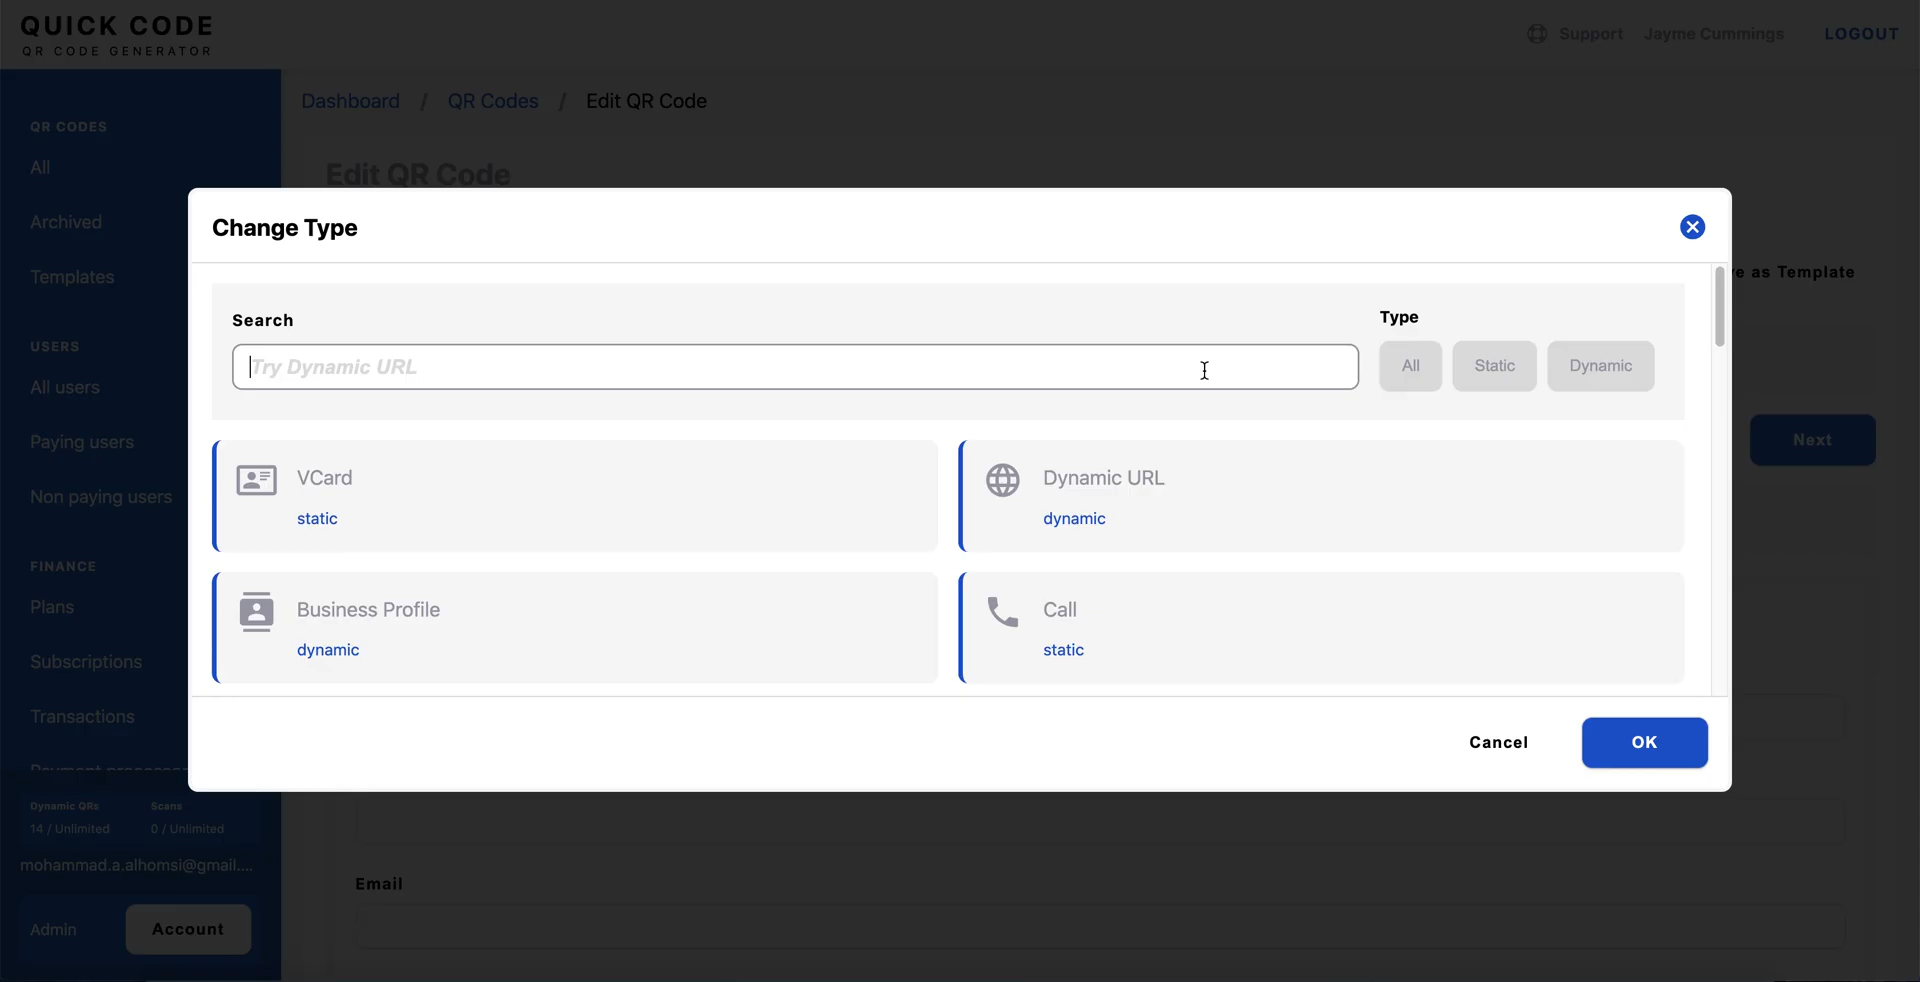 QUICK CODE
QR CODE GENERATOR
Support
Jayme Cummings
LOGOUT
Dashboard / QR Codes / Edit QR Code
Edit QR Code
QR CODES
All
Archived
Templates
USERS
All users
Paying users
Non paying users
FINANCE
Plans
Subscriptions
Transactions
Dynamic QRs
Scans
14 / Unlimited
0 / Unlimited
mohammad.a.alhomsi@gmail....
Admin
Account
Change Type
as Template
Search
Try Dynamic URL
Type
All
Static
Dynamic
Next
VCard
static
Dynamic URL
dynamic
Business Profile
dynamic
Call
static
Cancel
OK
Email